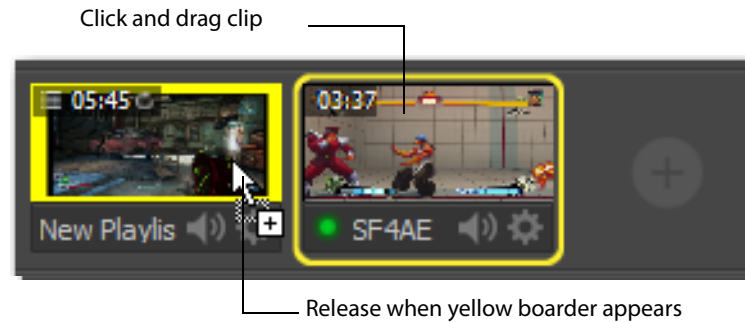 Click and drag clip
05:45
03:37
New Playlis
SF4AE
Release when yellow boarder appears